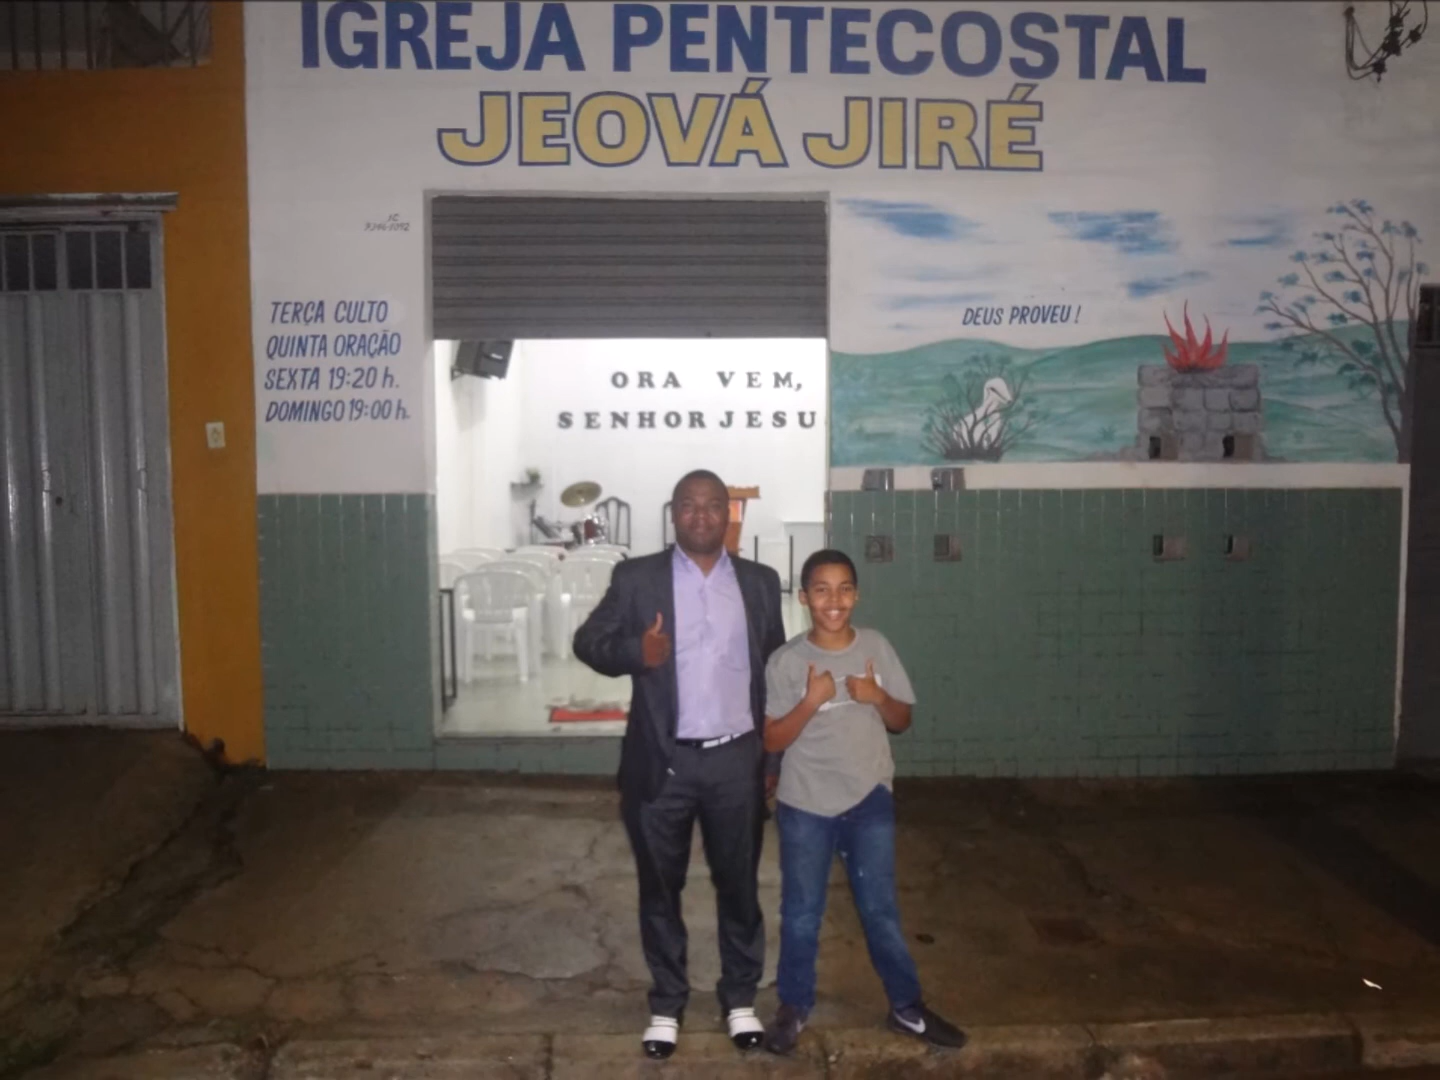 IGREJA PENTECOSTAL
JEOVÁ JIRÉ
TERÇA CULTO
QUINTA ORAÇÃO
SEXTA 19:20 h.
DOMINGO 19:00 h.
DEUS PROVEU!
ORA VEM,
SENHOR JESU